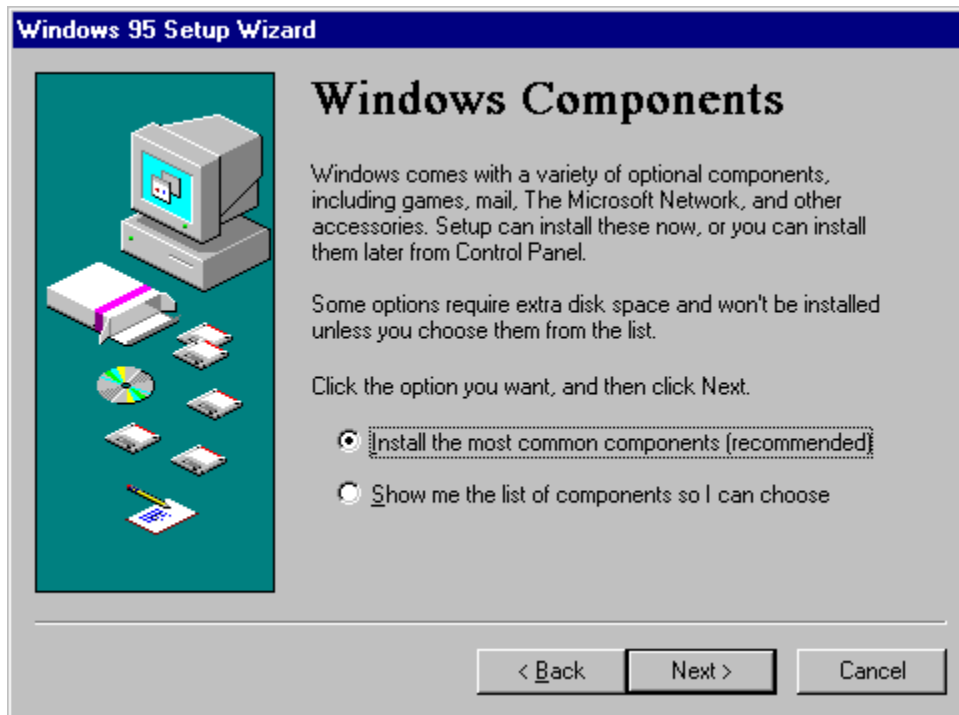 Windows 95 Setup Wizard
Windows Components
Windows comes with a variety of optional components,
including games, mail, The Microsoft Network, and other
accessories. Setup can install these now, or you can install
them later from Control Panel.
Some options require extra disk space and won't be installed
unless you choose them from the list.
Click the option you want, and then click Next.
Install the most common components (recommended)
Show me the list of components so I can choose
< Back Next > Cancel